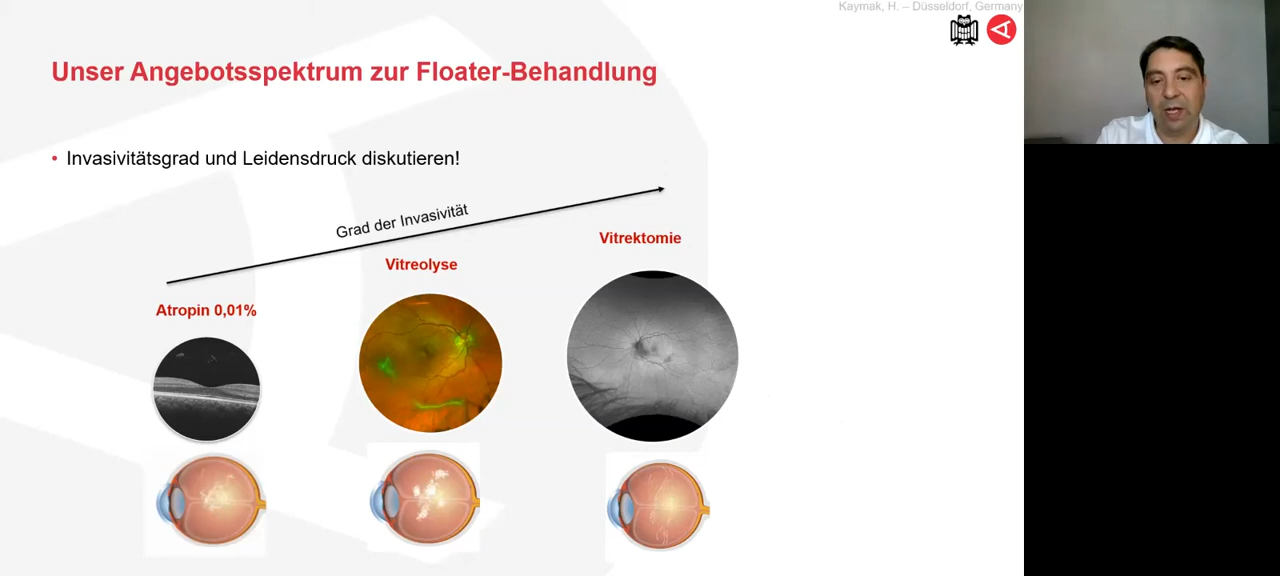 Kaymak, H. – Düsseldorf, Germany
Unser Angebotsspektrum zur Floater-Behandlung
• Invasivitätsgrad und Leidensdruck diskutieren!
Grad der Invasivität
Vitrektomie
Vitreolyse
Atropin 0,01%